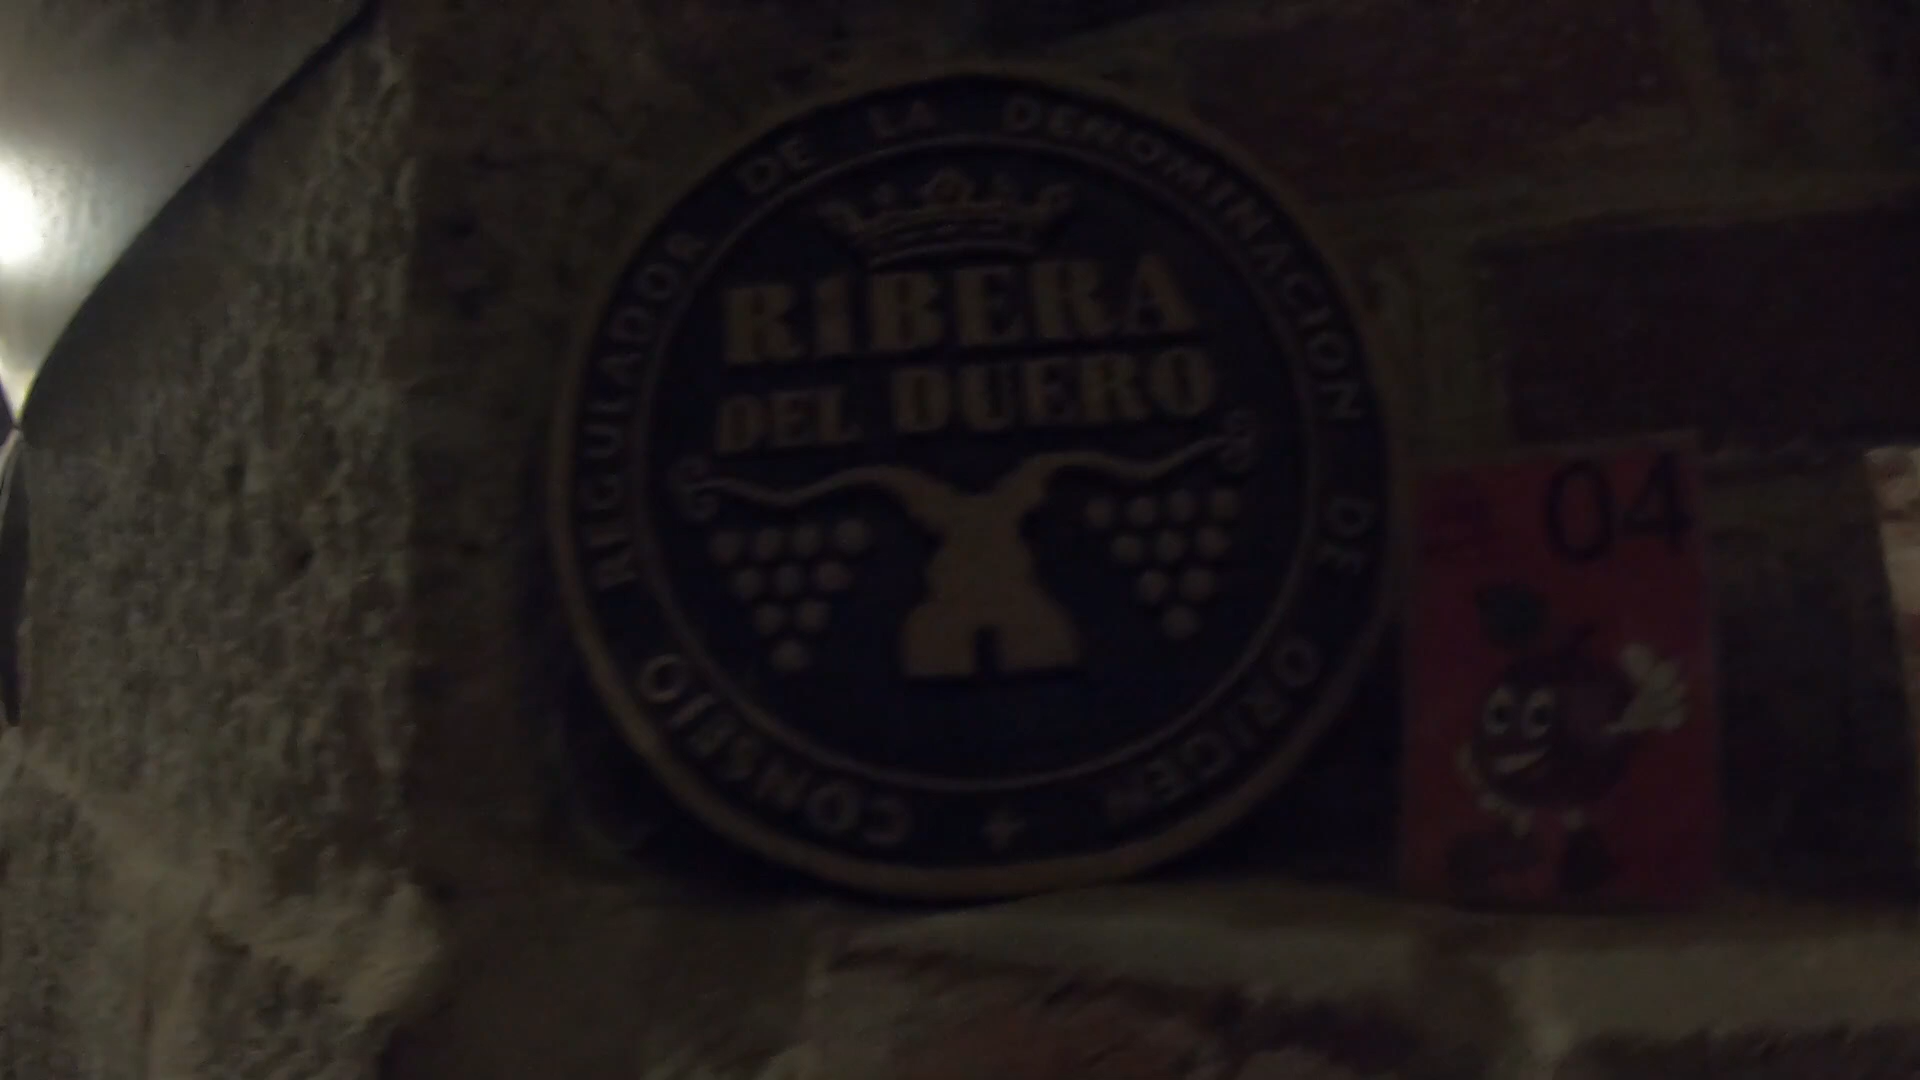 CONSEJO REGULADOR DE LA DENOMINACION DE ORIGEN
RIBERA
DEL DUERO
04